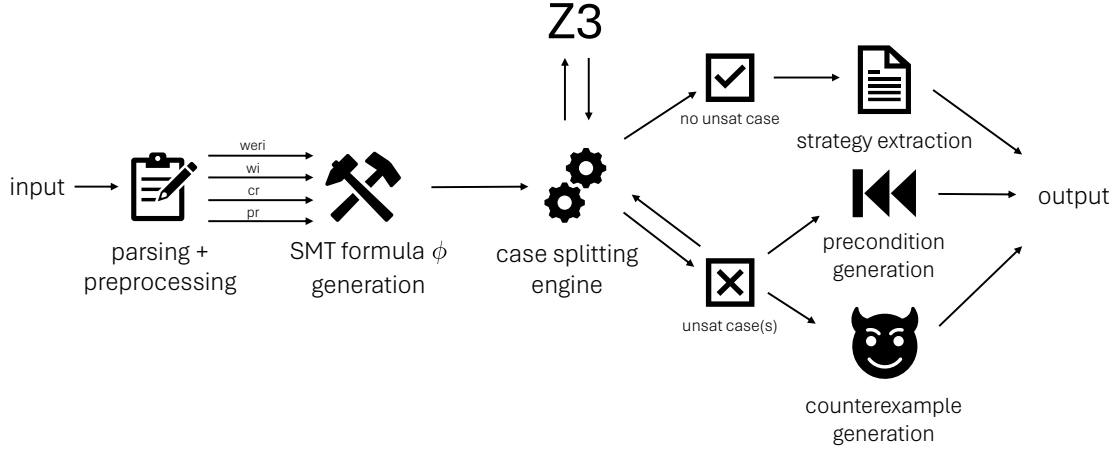 Z3
no unsat case
strategy extraction
input
weri
wi
cr
pr
parsing +
preprocessing
SMT formula ϕ
generation
case splitting
engine
unsat case(s)
precondition
generation
counterexample
generation
output